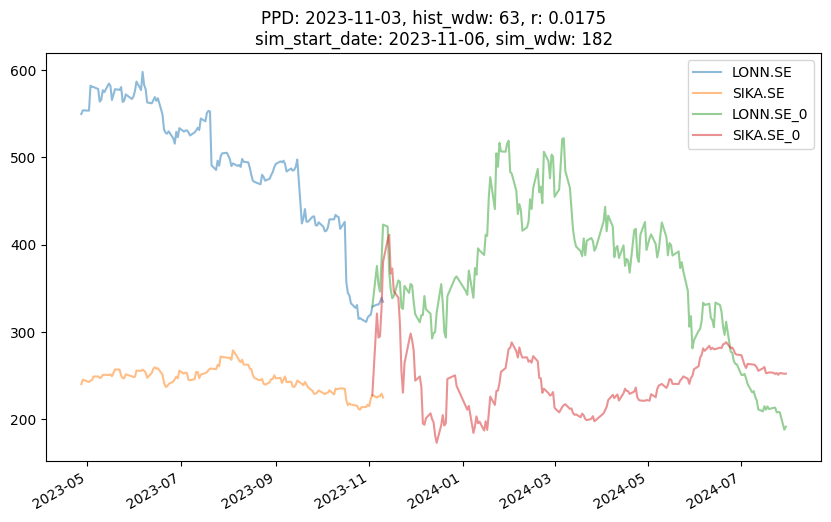 PPD: 2023-11-03, hist_wdw: 63, r: 0.0175
sim_start_date: 2023-11-06, sim_wdw: 182
600
500
400
300
200
LONN.SE
SIKA.SE
LONN.SE_0
SIKA.SE_0
2023-05
2023-07
2023-09
2023-11
2024-01
2024-03
2024-05
2024-07